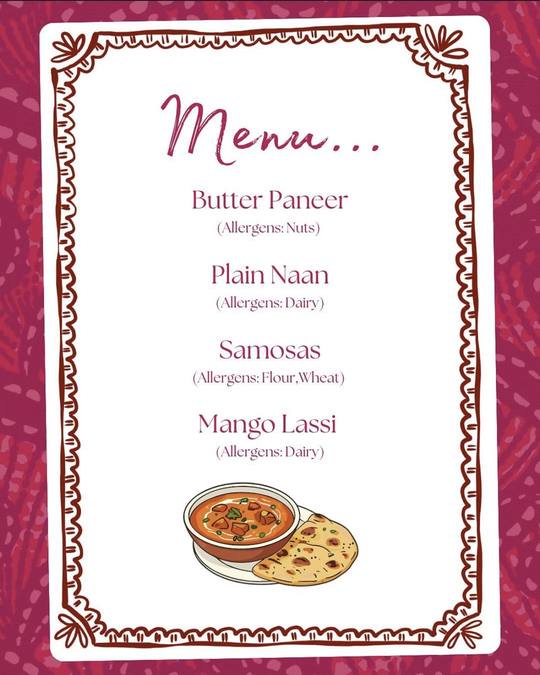 Menu...
Butter Paneer
(Allergens: Nuts)
Plain Naan
(Allergens: Dairy)
Samosas
(Allergens: Flour,Wheat)
Mango Lassi
(Allergens: Dairy)